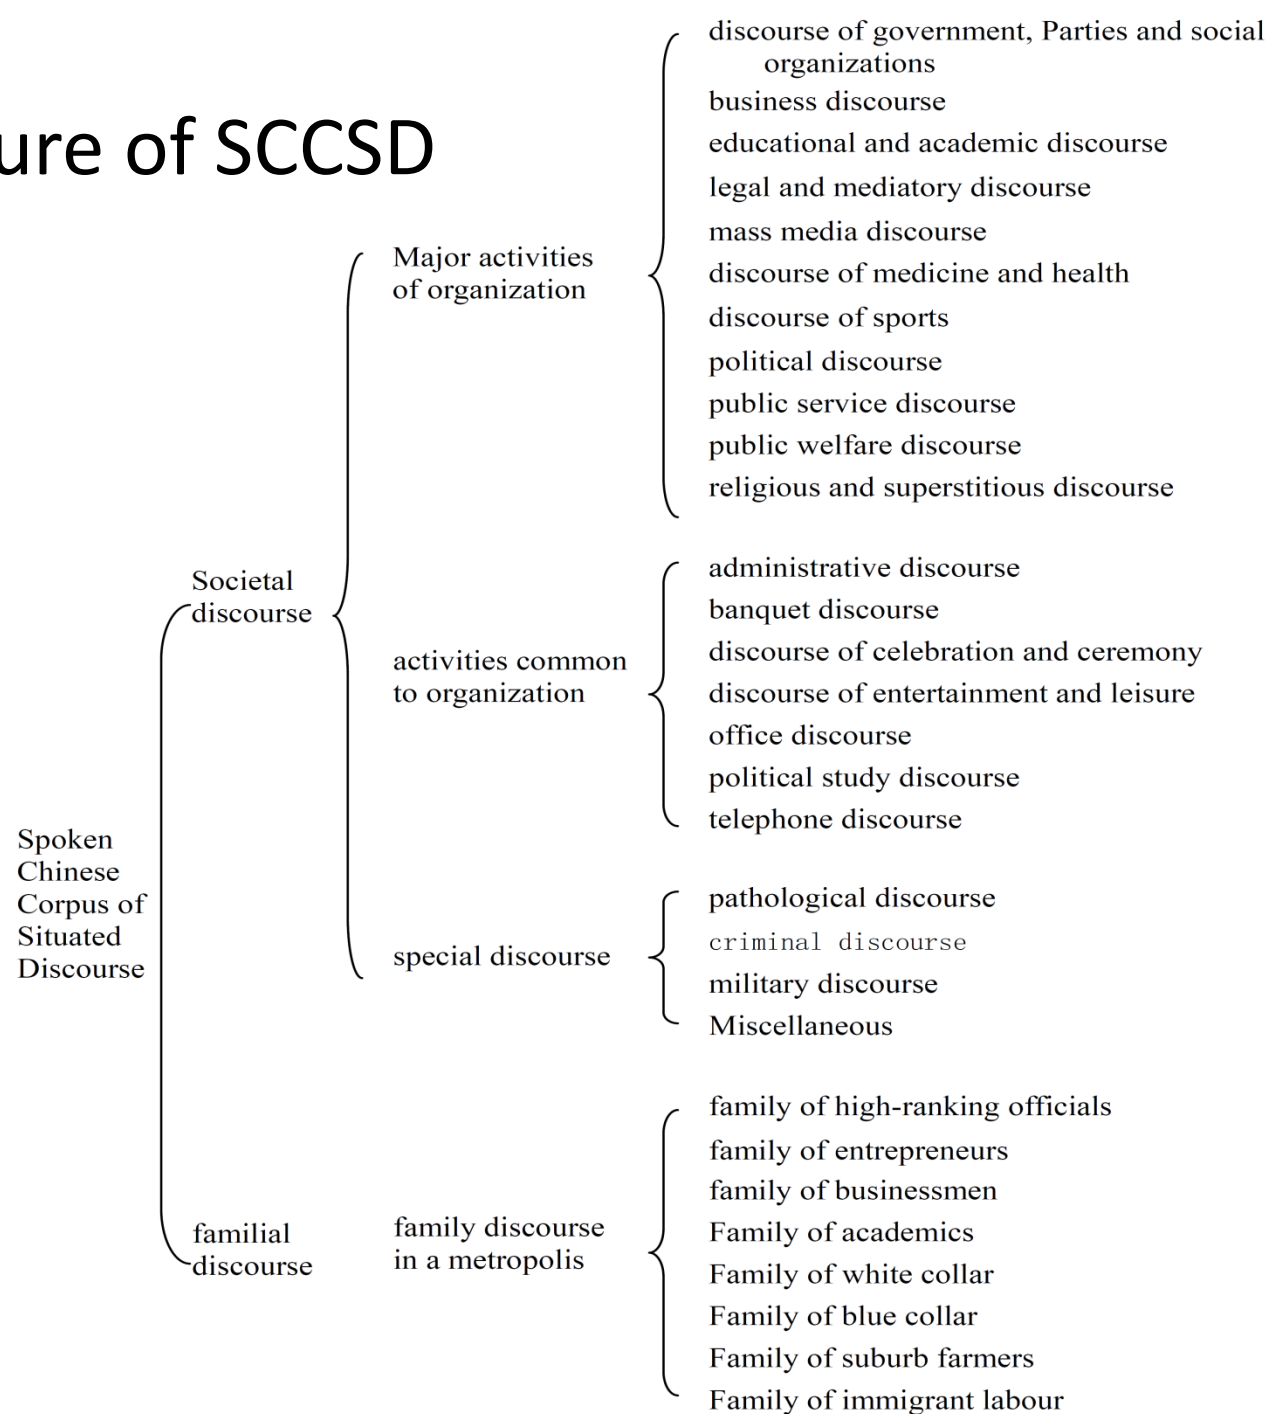 ure of SCCSD
Spoken
Chinese
Corpus of
Situated
Discourse
Societal
discourse
Major activities
of organization
discourse of government, Parties and social
organizations
business discourse
educational and academic discourse
legal and mediatory discourse
mass media discourse
discourse of medicine and health
discourse of sports
political discourse
public service discourse
public welfare discourse
religious and superstitious discourse
activities common
to organization
administrative discourse
banquet discourse
discourse of celebration and ceremony
discourse of entertainment and leisure
office discourse
political study discourse
telephone discourse
special discourse
pathological discourse
criminal discourse
military discourse
Miscellaneous
familial
discourse
family discourse
in a metropolis
family of high-ranking officials
family of entrepreneurs
family of businessmen
Family of academics
Family of white collar
Family of blue collar
Family of suburb farmers
Family of immigrant labour